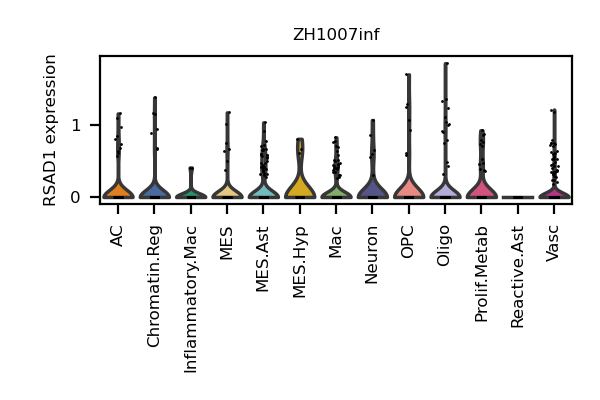 ZH1007inf
RSAD1 expression
1
0
AC
Chromatin.Reg
Inflammatory.Mac
MES
MES.Ast
MES.Hyp
Mac
Neuron
OPC
Oligo
Prolif.Metab
Reactive.Ast
Vasc